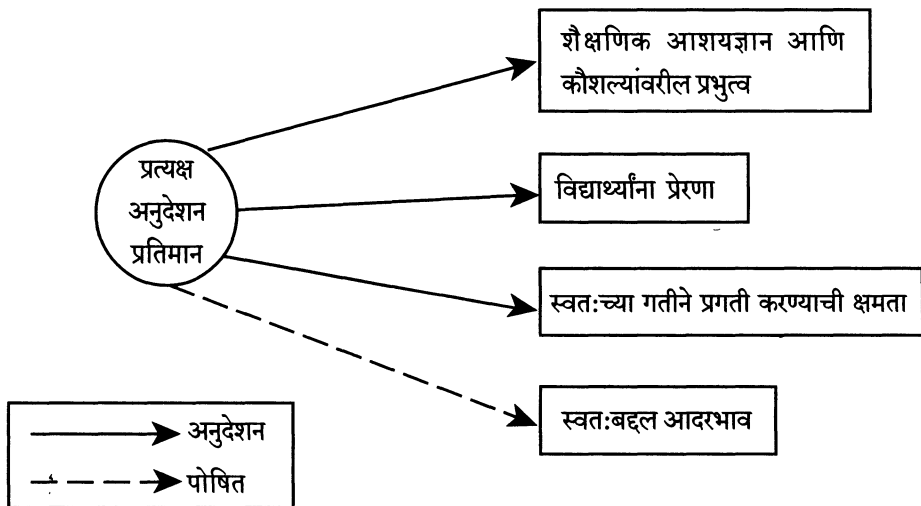 शैक्षणिक आशयज्ञान आणि
कौशल्यांवरील प्रभुत्व
प्रत्यक्ष
अनुदेशन
प्रतिमान
विद्यार्थ्यांना प्रेरणा
स्वत:च्या गतीने प्रगती करण्याची क्षमता
स्वत:बद्दल आदरभाव
अनुदेशन
पोषित